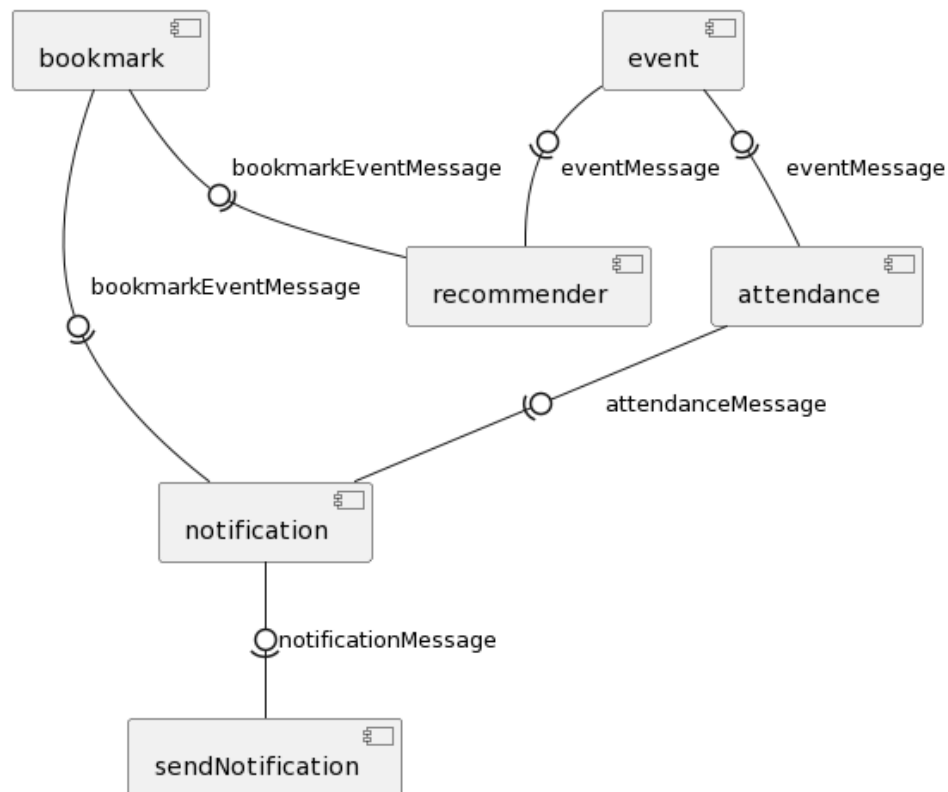 bookmark
event
bookmarkEventMessage
eventMessage
eventMessage
bookmarkEventMessage
recommender
attendance
attendanceMessage
notification
notificationMessage
sendNotification